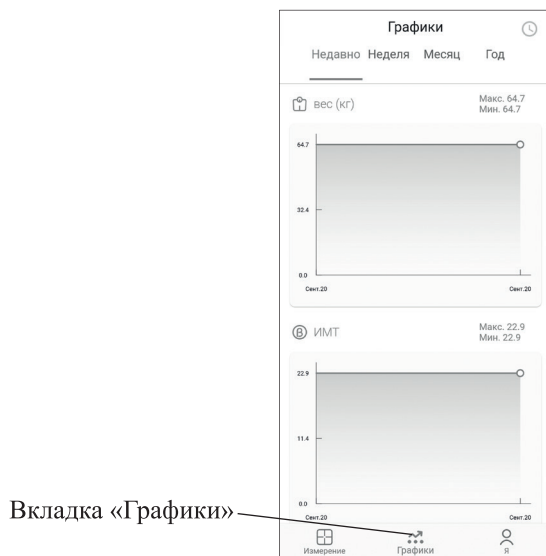 Графики
Недавно Неделя Месяц Год
вес (кг)
Макс. 64.7
Мин. 64.7
64.7
32.4
0.0
Сент.20 Сент.20
ИМТ
Макс. 22.9
Мин. 22.9
22.9
11.4
0.0
Сент.20 Сент.20
Вкладка «Графики»
Измерение Графики Я